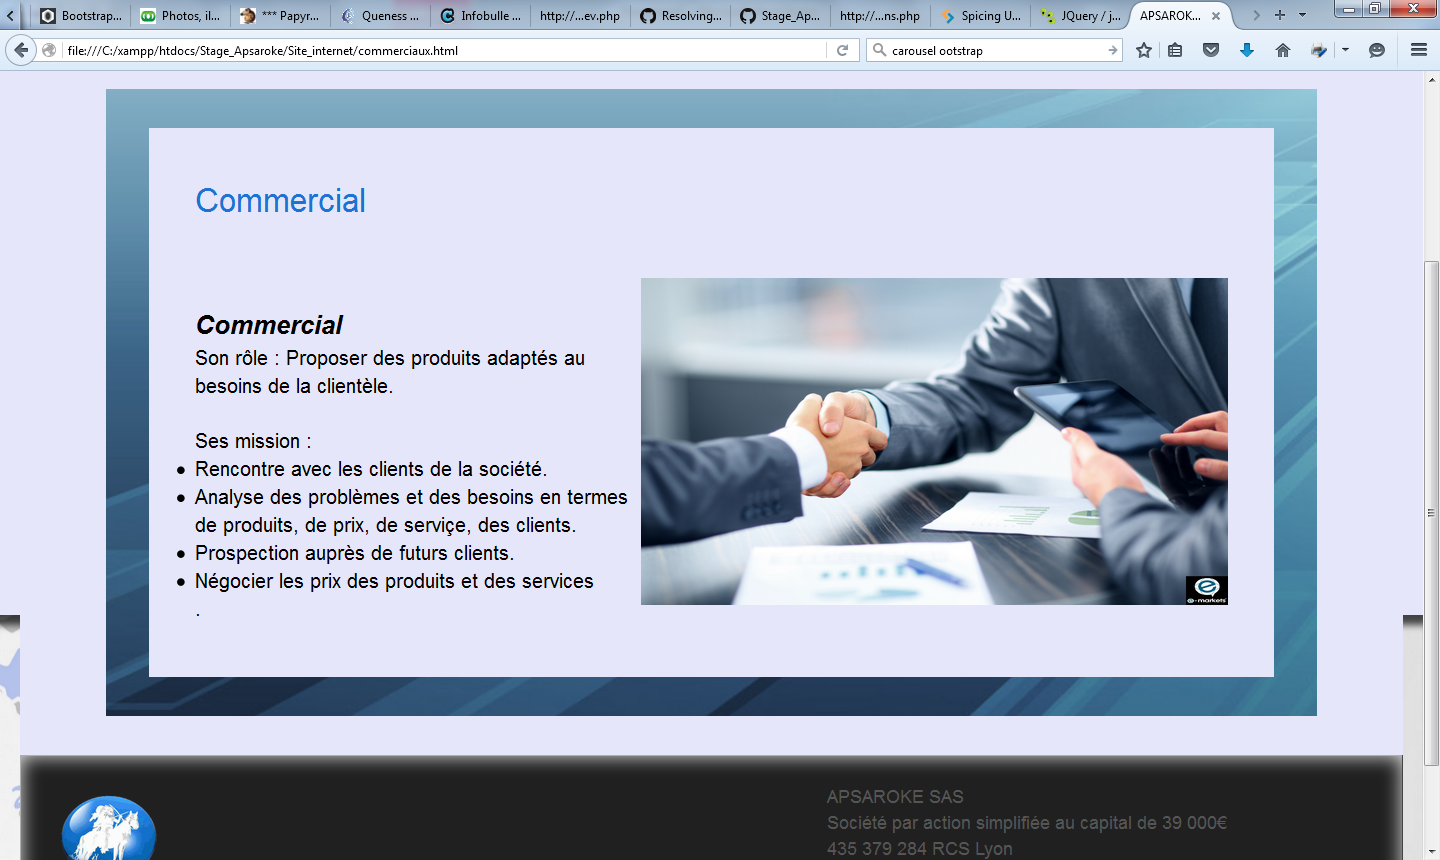 Bootstrap...
Photos, il...
*** Papyr...
Queness ...
Infobulle ...
http://...ev.php
Resolving...
Stage_Ap...
http://...ns.php
Spicing U...
JQuery / j...
APSAROK...
file:///C:/xampp/htdocs/Stage_Apsaroke/Site_internet/commerciaux.html
carousel ootstrap
Commercial
Commercial
Son rôle : Proposer des produits adaptés au
besoins de la clientèle.
Ses mission :
Rencontre avec les clients de la société.
Analyse des problèmes et des besoins en termes
de produits, de prix, de serviçe, des clients.
Prospection auprès de futurs clients.
Négocier les prix des produits et des services
.
e-markets
APSAROKE SAS
Société par action simplifiée au capital de 39 000€
435 379 284 RCS Lyon